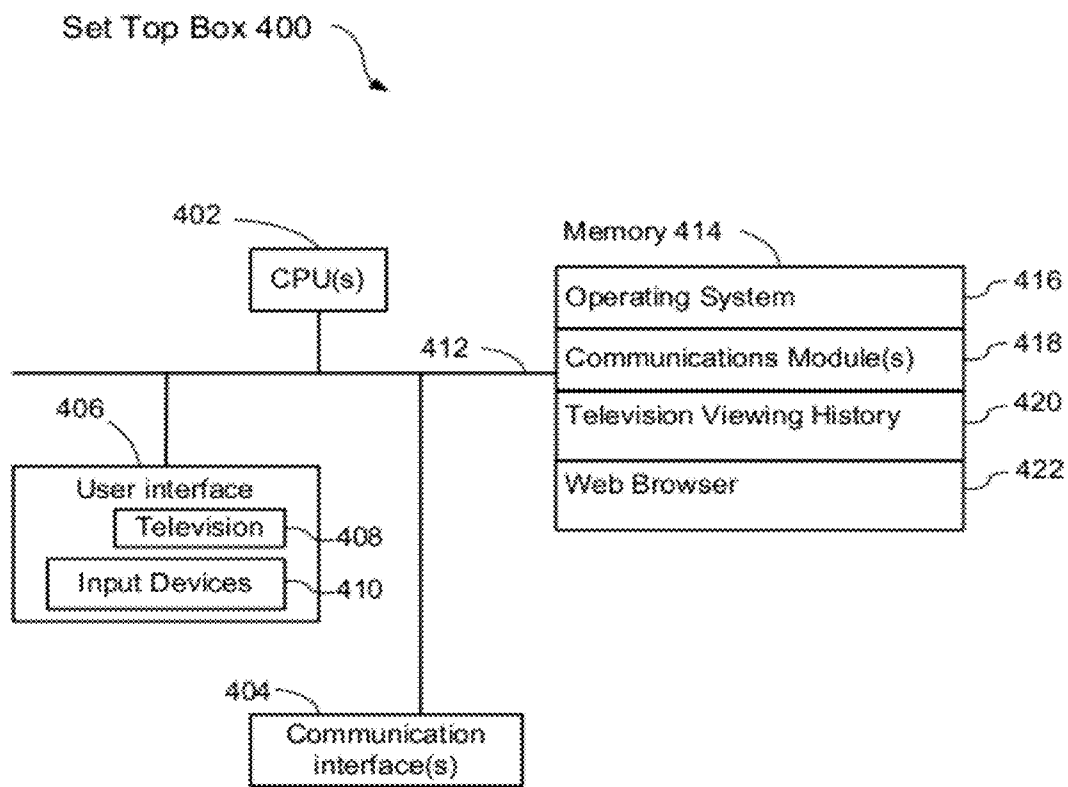 Set Top Box 400
402
CPU(s)
Memory 414
Operating System
416
412
Communications Module(s)
418
406
Television Viewing History
420
User interface
Web Browser
422
Television
408
Input Devices
410
404
Communication
interface(s)